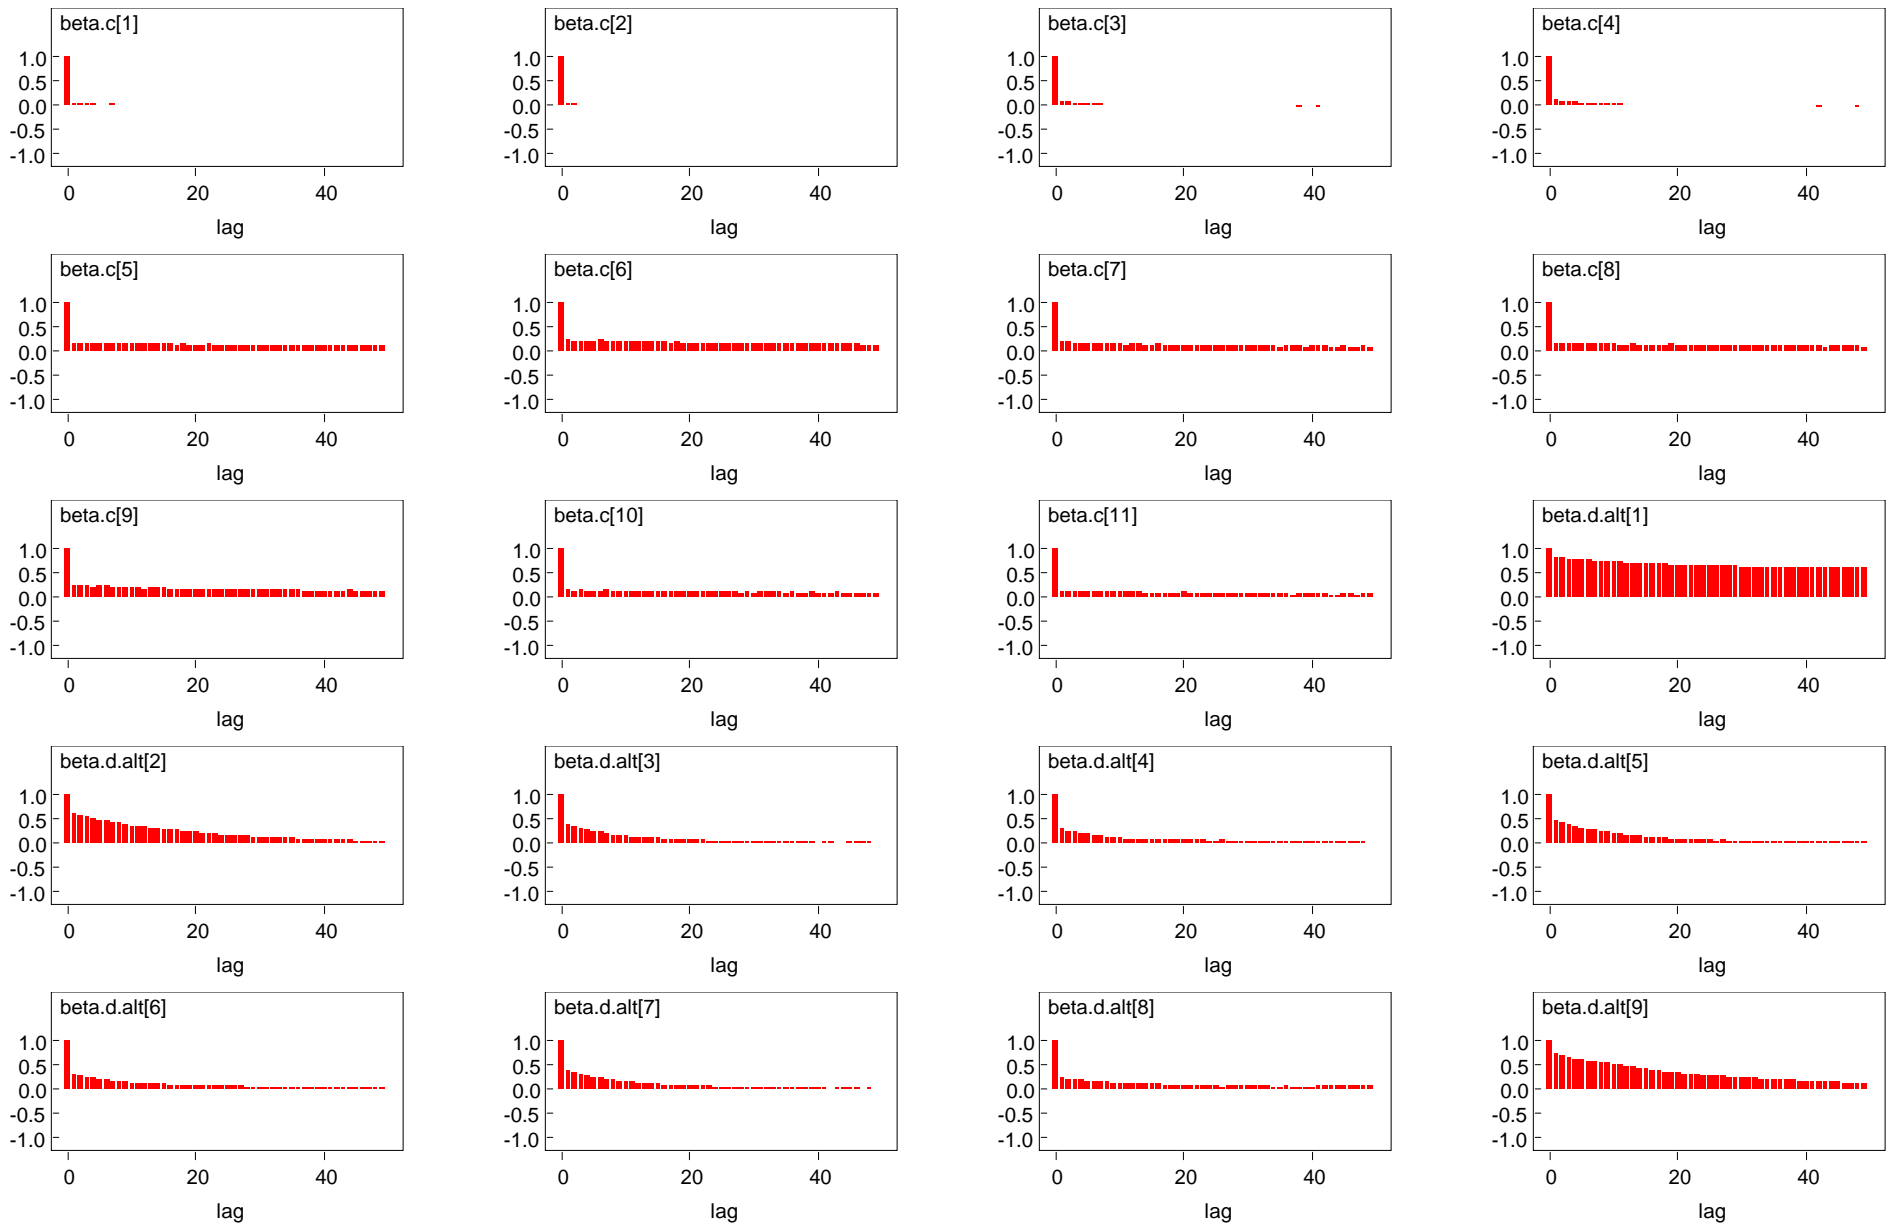 beta.c[1]
1.0
0.5
0.0
-0.5
-1.0
0 20 40
lag
beta.c[2]
1.0
0.5
0.0
-0.5
-1.0
0 20 40
lag
beta.c[3]
1.0
0.5
0.0
-0.5
-1.0
0 20 40
lag
beta.c[4]
1.0
0.5
0.0
-0.5
-1.0
0 20 40
lag
beta.c[5]
1.0
0.5
0.0
-0.5
-1.0
0 20 40
lag
beta.c[6]
1.0
0.5
0.0
-0.5
-1.0
0 20 40
lag
beta.c[7]
1.0
0.5
0.0
-0.5
-1.0
0 20 40
lag
beta.c[8]
1.0
0.5
0.0
-0.5
-1.0
0 20 40
lag
beta.c[9]
1.0
0.5
0.0
-0.5
-1.0
0 20 40
lag
beta.c[10]
1.0
0.5
0.0
-0.5
-1.0
0 20 40
lag
beta.c[11]
1.0
0.5
0.0
-0.5
-1.0
0 20 40
lag
beta.d.alt[1]
1.0
0.5
0.0
-0.5
-1.0
0 20 40
lag
beta.d.alt[2]
1.0
0.5
0.0
-0.5
-1.0
0 20 40
lag
beta.d.alt[3]
1.0
0.5
0.0
-0.5
-1.0
0 20 40
lag
beta.d.alt[4]
1.0
0.5
0.0
-0.5
-1.0
0 20 40
lag
beta.d.alt[5]
1.0
0.5
0.0
-0.5
-1.0
0 20 40
lag
beta.d.alt[6]
1.0
0.5
0.0
-0.5
-1.0
0 20 40
lag
beta.d.alt[7]
1.0
0.5
0.0
-0.5
-1.0
0 20 40
lag
beta.d.alt[8]
1.0
0.5
0.0
-0.5
-1.0
0 20 40
lag
beta.d.alt[9]
1.0
0.5
0.0
-0.5
-1.0
0 20 40
lag